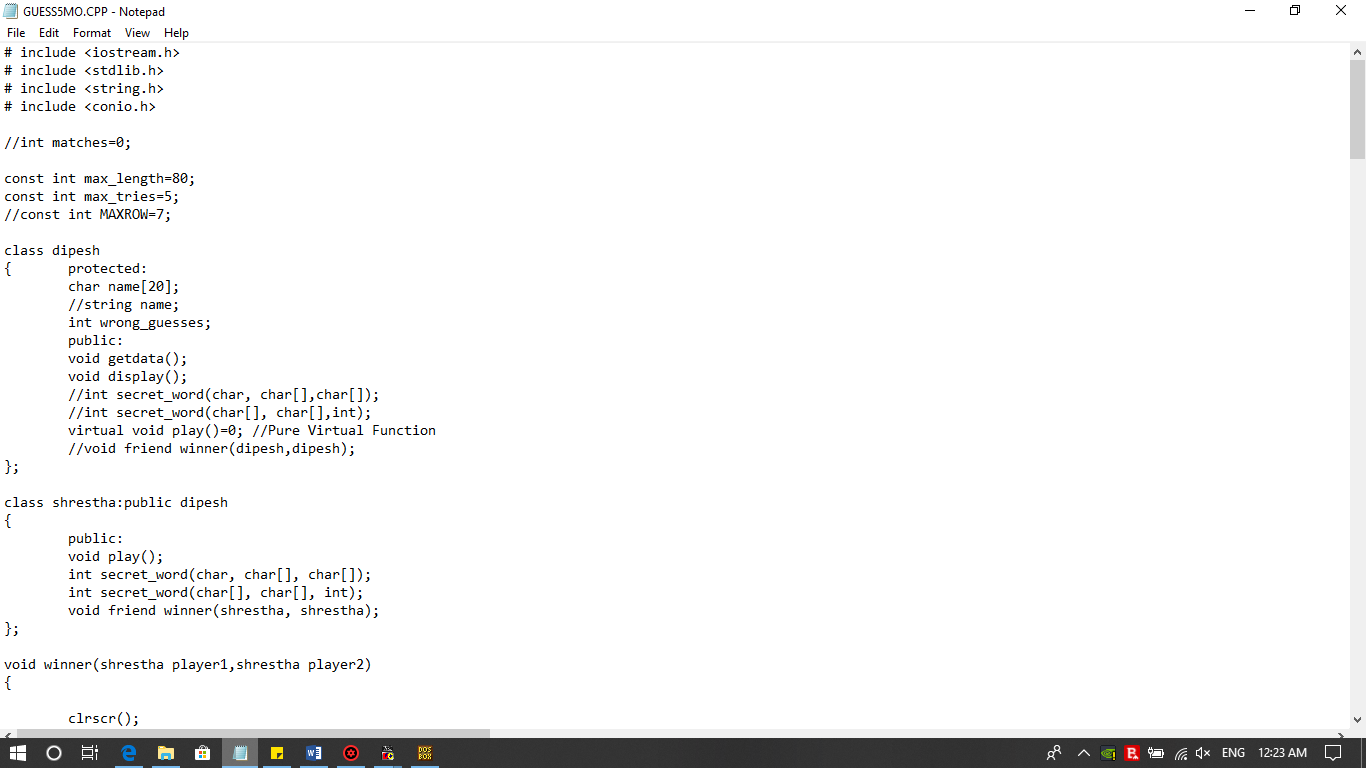 GUESS5MO.CPP - Notepad
File Edit Format View Help
# include <iostream.h>
# include <stdlib.h>
# include <string.h>
# include <conio.h>
//int matches=0;
const int max_length=80;
const int max_tries=5;
//const int MAXROW=7;
class dipesh
{ protected:
char name[20];
//string name;
int wrong_guesses;
public:
void getdata();
void display();
//int secret_word(char, char[],char[]);
//int secret_word(char[], char[],int);
virtual void play()=0; //Pure Virtual Function
//void friend winner(dipesh,dipesh);
};
class shrestha:public dipesh
{
public:
void play();
int secret_word(char, char[], char[]);
int secret_word(char[], char[], int);
void friend winner(shrestha, shrestha);
};
void winner(shrestha player1,shrestha player2)
{
clrscr();
ENG 12:23 AM